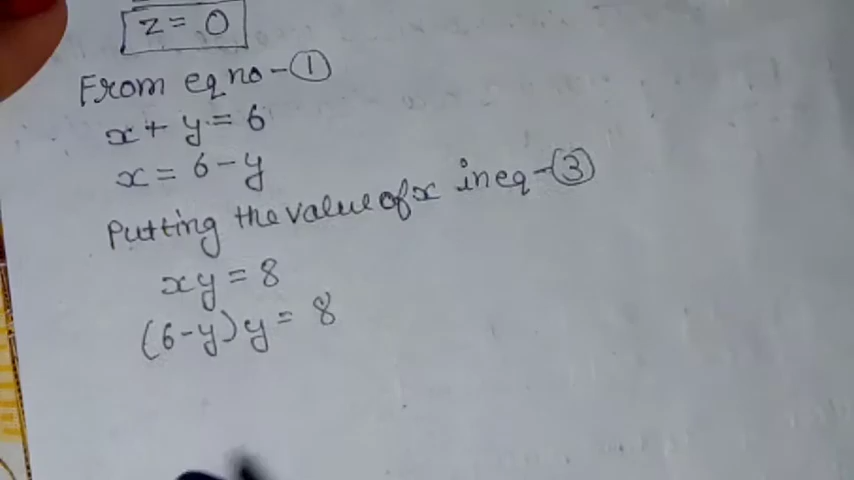 z = 0
From eq no - ①
x + y = 6
x = 6 - y
Putting the value of x in eq - ③
xy = 8
(6-y)y = 8